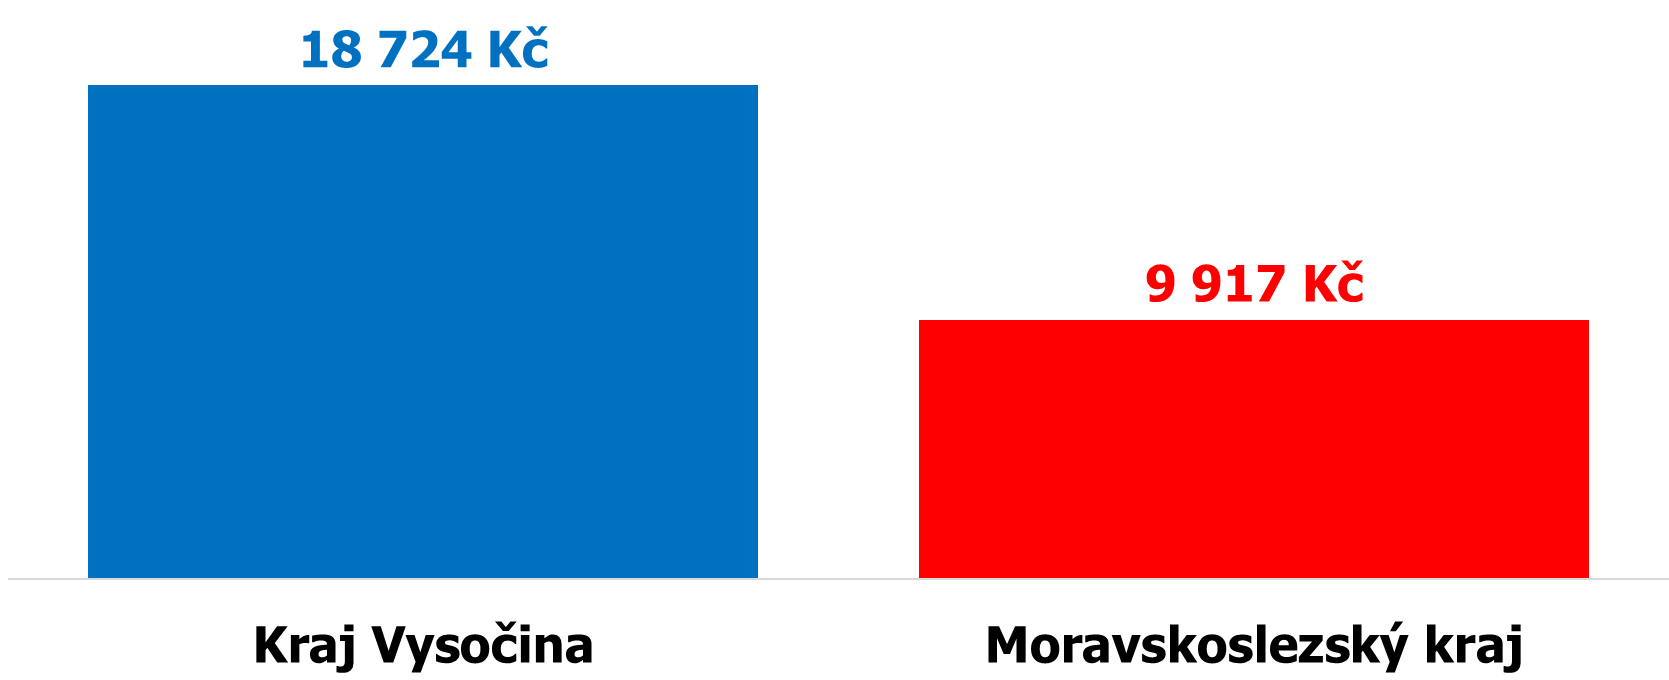 18 724 Kč
9 917 Kč
Kraj Vysočina
Moravskoslezský kraj